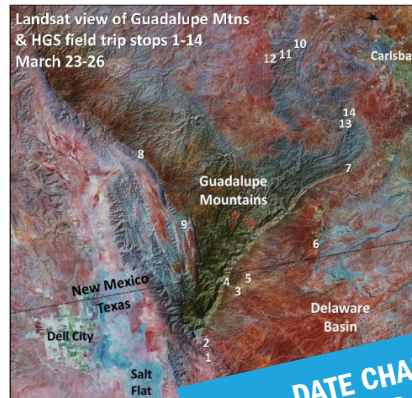 Landsat view of Guadalupe Mtns
& HGS field trip stops 1-14
March 23-26
10
12 11
Carlsba
14
13
8
7
Guadalupe
Mountains
9
6
5
4
3
New Mexico
Texas
Delaware
Basin
Dell City
2
1
Salt
Flat
DATE CHA